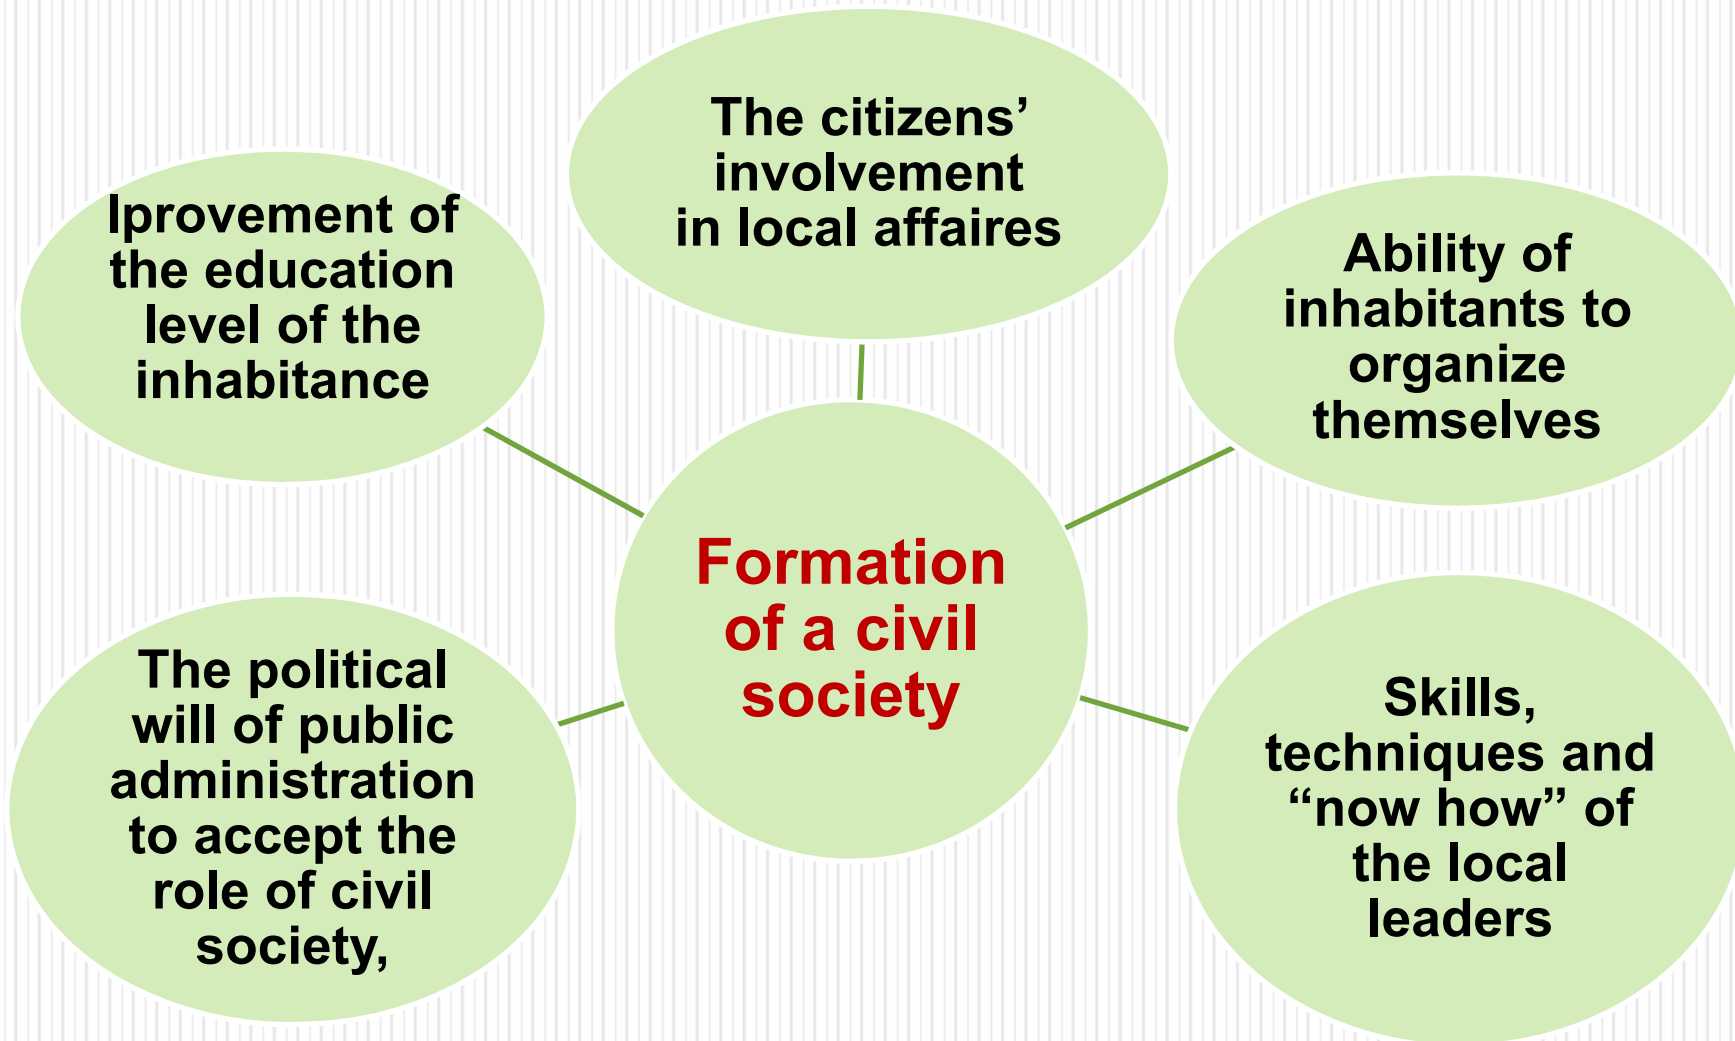 The citizens’
involvement
in local affaires
Iprovement of
the education
level of the
inhabitance
Ability of
inhabitants to
organize
themselves
Formation
of a civil
society
The political
will of public
administration
to accept the
role of civil
society,
Skills,
techniques and
“now how” of
the local
leaders